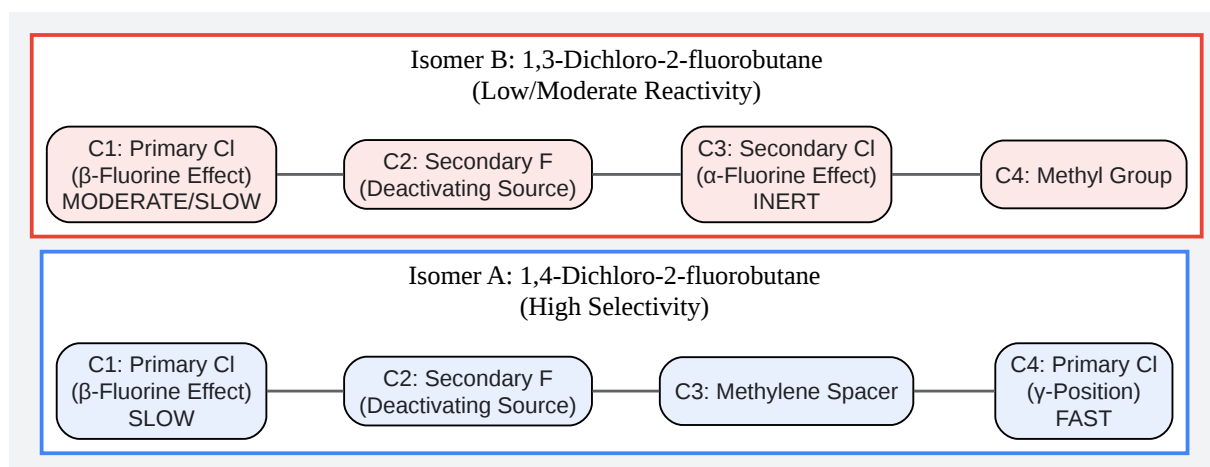 Isomer B: 1,3-Dichloro-2-fluorobutane
(Low/Moderate Reactivity)
C1: Primary Cl
(β-Fluorine Effect)
MODERATE/SLOW
C2: Secondary F
(Deactivating Source)
C3: Secondary Cl
(α-Fluorine Effect)
INERT
C4: Methyl Group
Isomer A: 1,4-Dichloro-2-fluorobutane
(High Selectivity)
C1: Primary Cl
(β-Fluorine Effect)
SLOW
C2: Secondary F
(Deactivating Source)
C3: Methylene Spacer
C4: Primary Cl
(γ-Position)
FAST